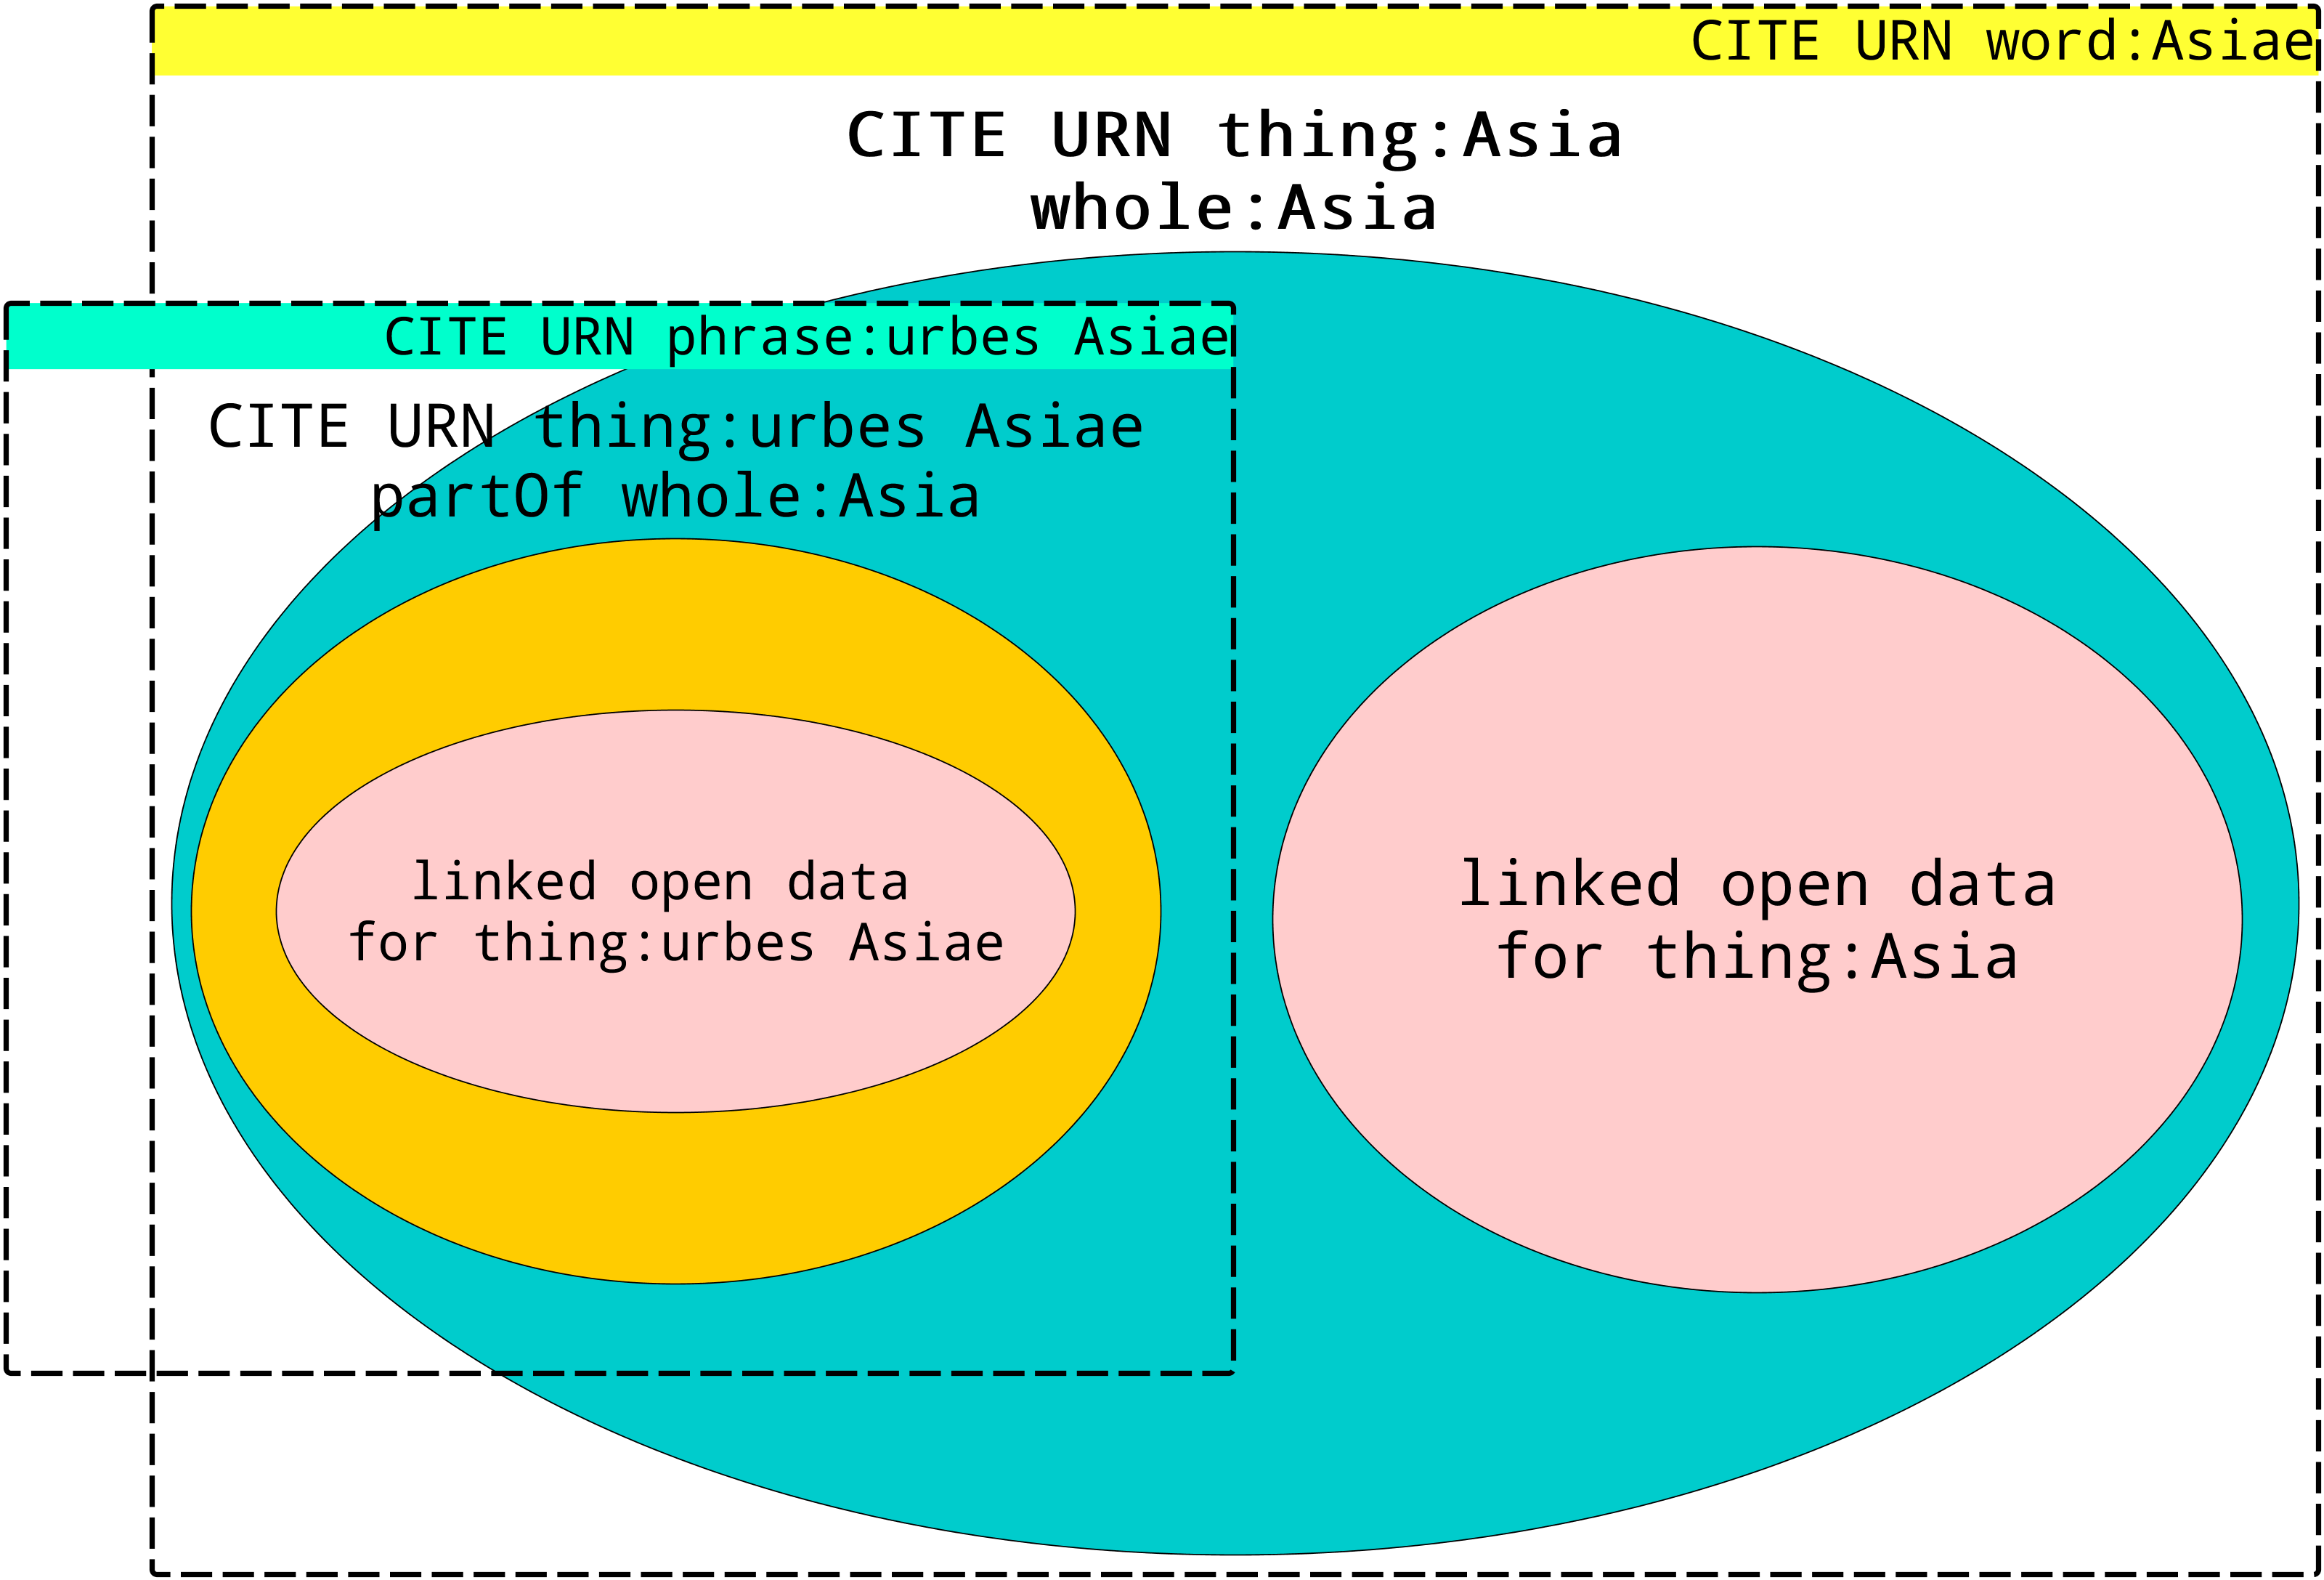 CITE URN word:Asiae
CITE URN thing:Asia
whole:Asia
CITE URN phrase:urbes Asiae
CITE URN thing:urbes Asiae
partOf whole:Asia
linked open data
for thing:urbes Asiae
linked open data
for thing:Asia